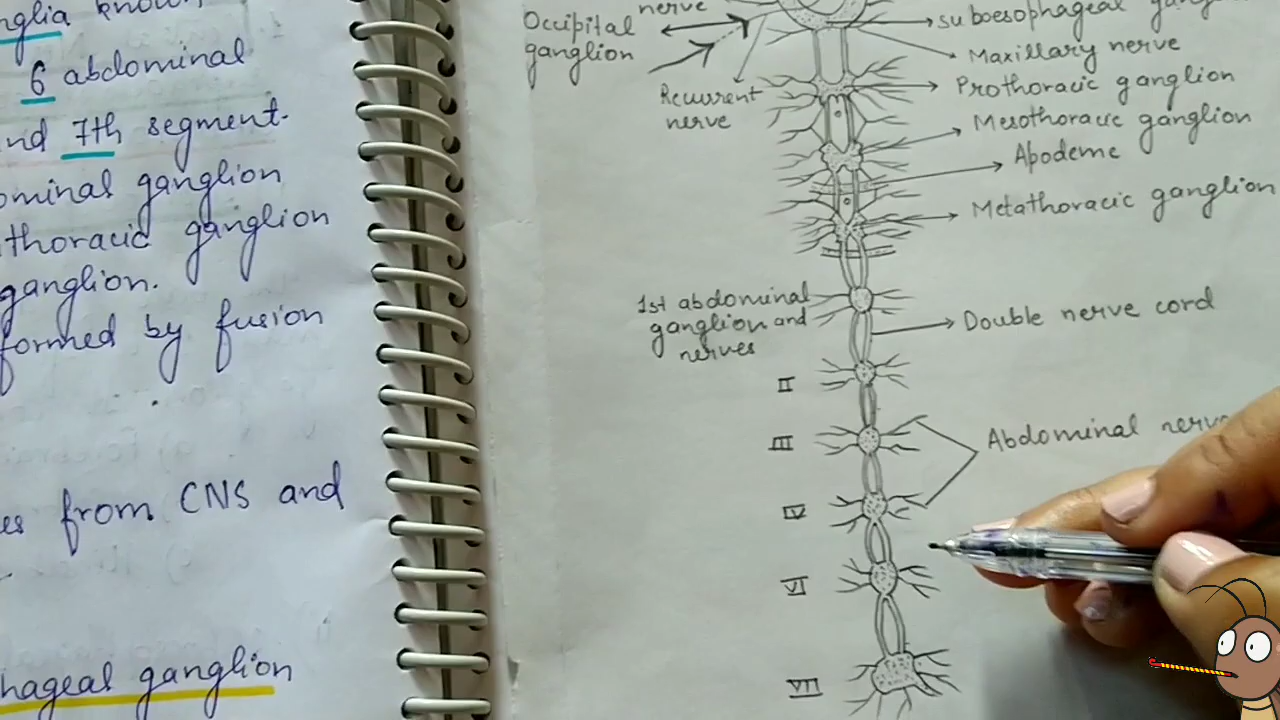 nglia known
6 abdominal
nd 7th segment.
ominal ganglion
thoracic ganglion
ganglion.
formed by fusion
es from CNS and
hageal ganglion
nerve
Occipital
ganglion
Recurrent
nerve
suboesophageal gang
Maxillary nerve
Prothoracic ganglion
Mesothoracic ganglion
Apodeme
Metathoracic ganglion
1st abdominal
ganglion and
nerves
Double nerve cord
II
III
Abdominal nerve
IV
VI
VII